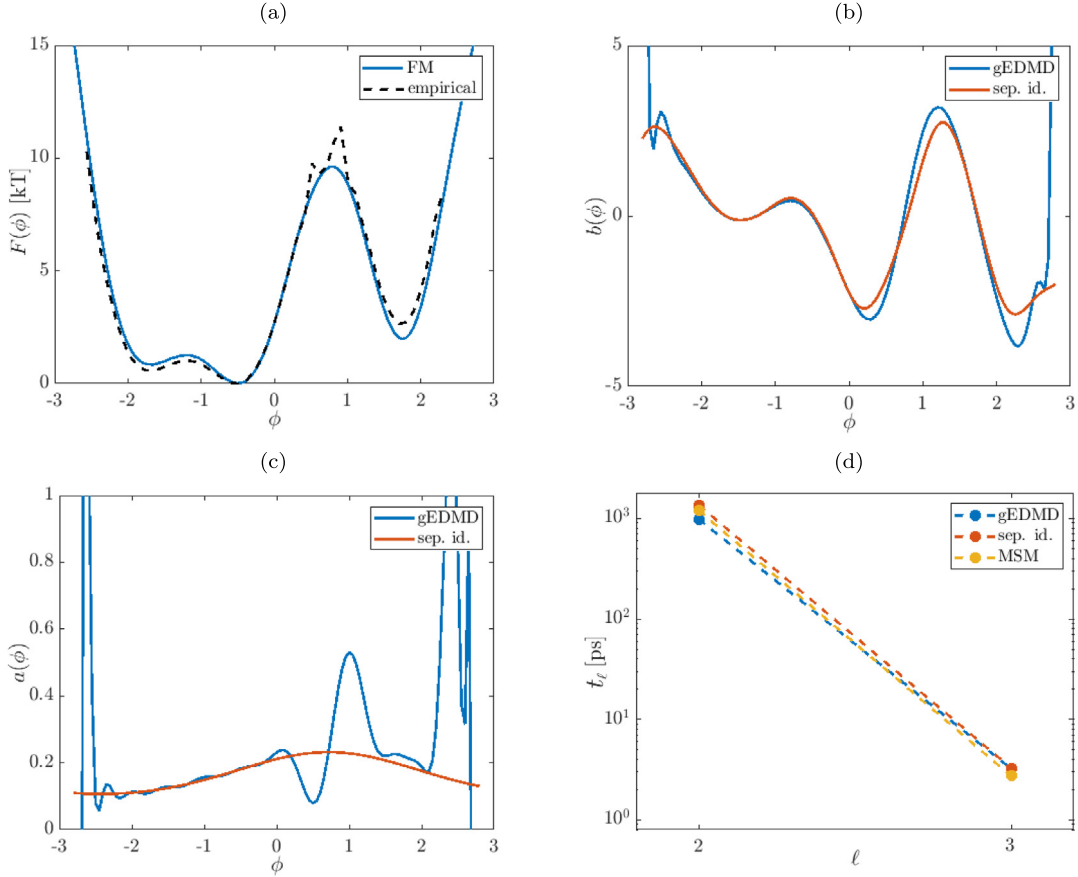 (a)
15
10
5
0
F(ϕ) [kT]
FM
empirical
-3 -2 -1 0 1 2 3
ϕ
(b)
5
0
-5
b(ϕ)
gEDMD
sep. id.
-3 -2 -1 0 1 2 3
ϕ
(c)
1
0.8
0.6
0.4
0.2
0
a(ϕ)
gEDMD
sep. id.
-3 -2 -1 0 1 2 3
ϕ
(d)
10³
10²
10¹
10⁰
t_ℓ [ps]
gEDMD
sep. id.
MSM
2 3
ℓ